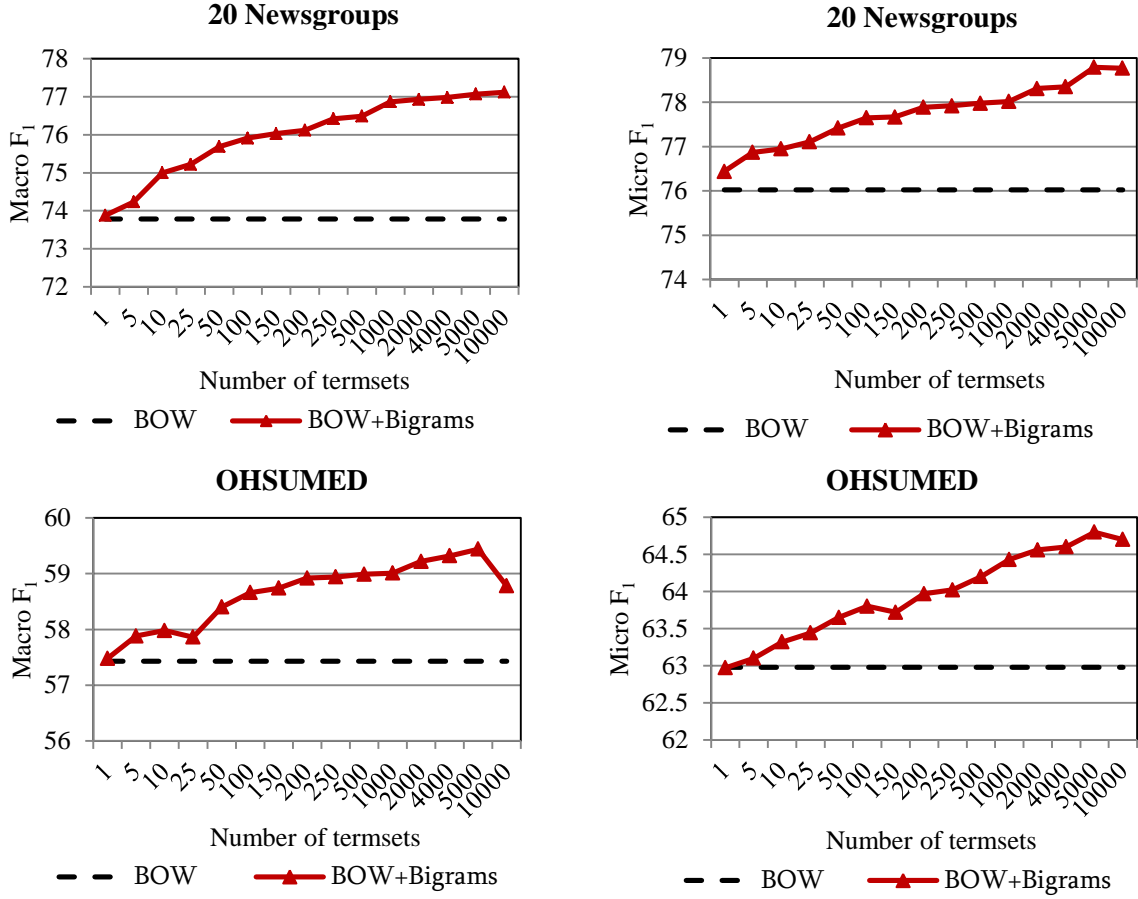 20 Newsgroups
Macro F1
78
77
76
75
74
73
72
1 5 10 25 50 100 150 200 250 500 1000 2000 4000 5000 10000
Number of termsets
BOW BOW+Bigrams
20 Newsgroups
Micro F1
79
78
77
76
75
74
1 5 10 25 50 100 150 200 250 500 1000 2000 4000 5000 10000
Number of termsets
BOW BOW+Bigrams
OHSUMED
Macro F1
60
59
58
57
56
1 5 10 25 50 100 150 200 250 500 1000 2000 4000 5000 10000
Number of termsets
BOW BOW+Bigrams
OHSUMED
Micro F1
65
64.5
64
63.5
63
62.5
62
1 5 10 25 50 100 150 200 250 500 1000 2000 4000 5000 10000
Number of termsets
BOW BOW+Bigrams